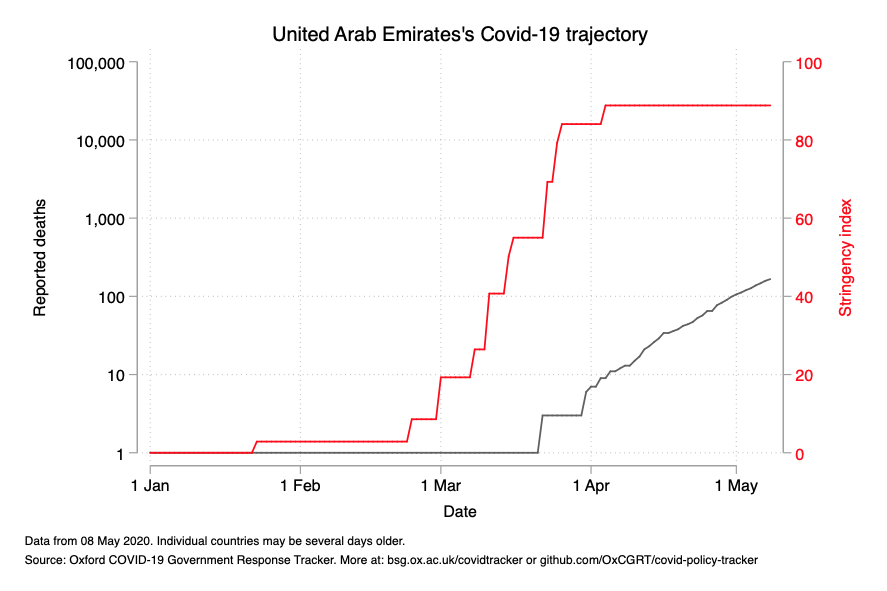 United Arab Emirates's Covid-19 trajectory
100,000
10,000
1,000
100
10
1
Reported deaths
100
80
60
40
20
0
Stringency index
1 Jan
1 Feb
1 Mar
1 Apr
1 May
Date
Data from 08 May 2020. Individual countries may be several days older.
Source: Oxford COVID-19 Government Response Tracker. More at: bsg.ox.ac.uk/covidtracker or github.com/OxCGRT/covid-policy-tracker